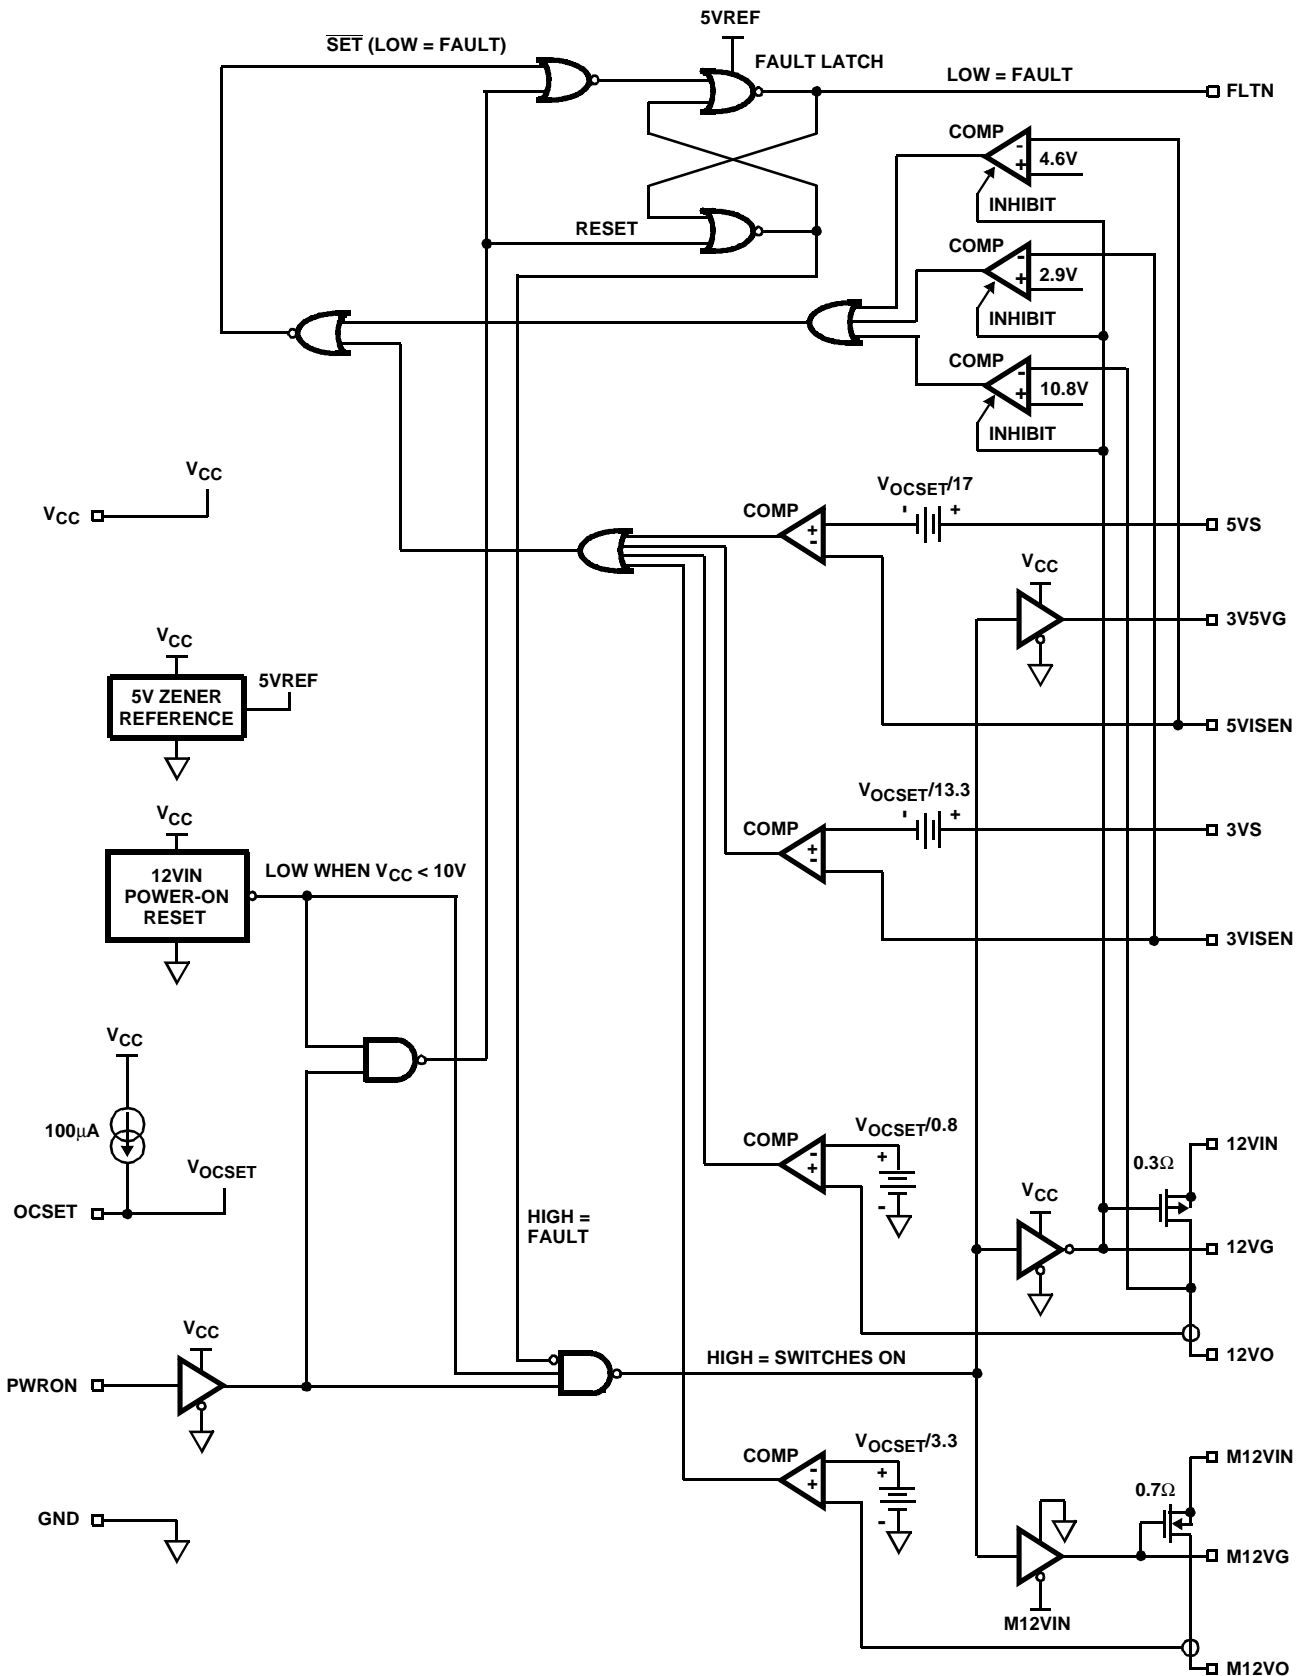 5VREF
SET (LOW = FAULT)
FAULT LATCH
LOW = FAULT
FLTN
COMP
-
+
4.6V
INHIBIT
RESET
COMP
-
+
2.9V
INHIBIT
COMP
-
+
10.8V
INHIBIT
VCC
VCC
VOCSET/17
- +
COMP
+
-
5VS
VCC
3V5VG
VCC
5V ZENER
REFERENCE
5VREF
5VISEN
VOCSET/13.3
- +
COMP
+
-
3VS
VCC
12VIN
POWER-ON
RESET
LOW WHEN VCC < 10V
3VISEN
VCC
100μA
VOCSET
OCSET
COMP
-
+
VOCSET/0.8
+
-
12VIN
0.3Ω
VCC
12VG
HIGH =
FAULT
12VO
VCC
PWRON
HIGH = SWITCHES ON
COMP
-
+
VOCSET/3.3
+
-
M12VIN
0.7Ω
GND
M12VG
M12VIN
M12VO